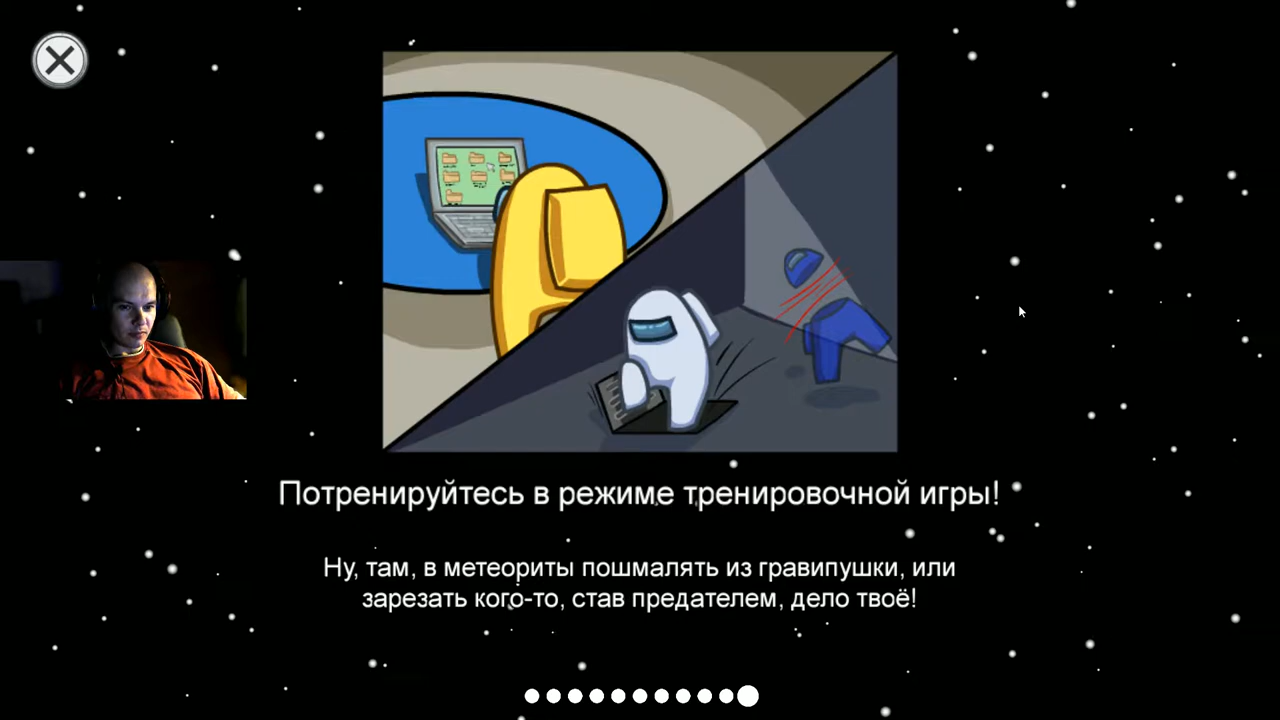 Потренируйтесь в режиме тренировочной игры!
Ну, там, в метеориты пошмалять из гравипушки, или
зарезать кого-то, став предателем, дело твоё!